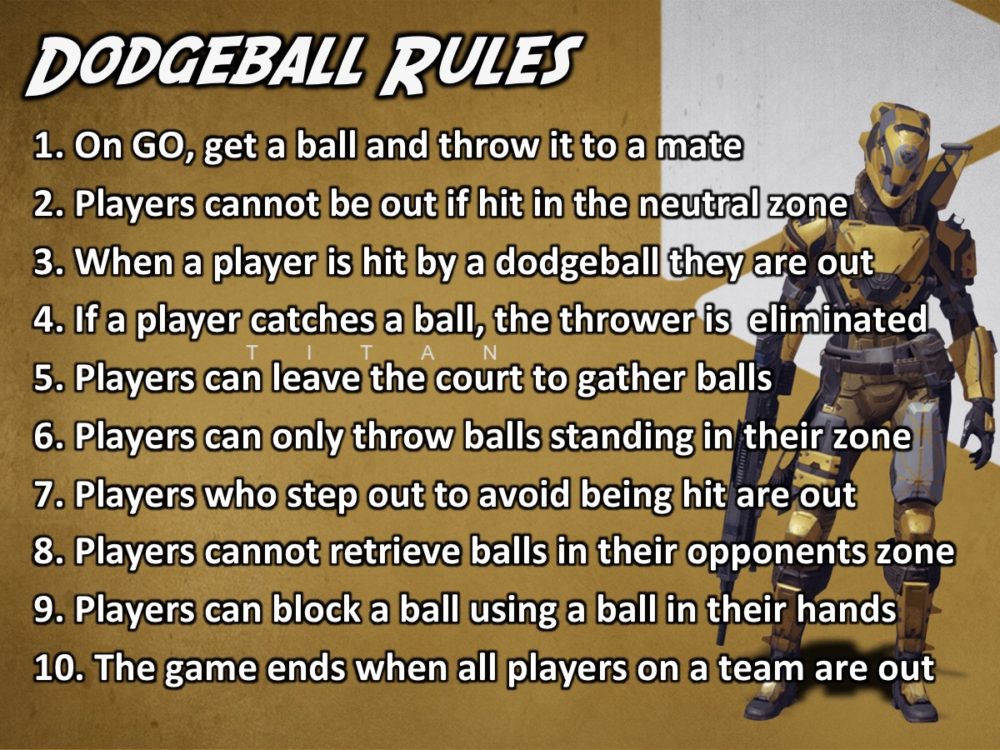 DODGEBALL RULES
1. On GO, get a ball and throw it to a mate
2. Players cannot be out if hit in the neutral zone
3. When a player is hit by a dodgeball they are out
4. If a player catches a ball, the thrower is  eliminated
TITAN
5. Players can leave the court to gather balls
6. Players can only throw balls standing in their zone
7. Players who step out to avoid being hit are out
8. Players cannot retrieve balls in their opponents zone
9. Players can block a ball using a ball in their hands
10. The game ends when all players on a team are out